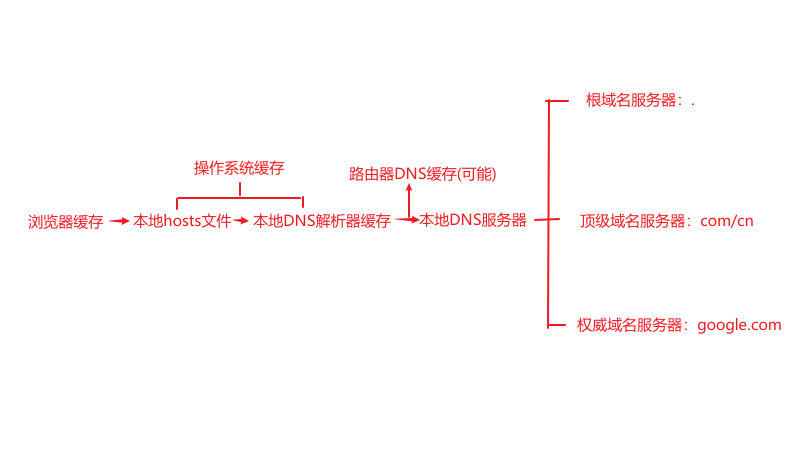 根域名服务器：.
操作系统缓存
路由器DNS缓存(可能)
浏览器缓存
本地hosts文件
本地DNS解析器缓存
本地DNS服务器
顶级域名服务器：com/cn
权威域名服务器：google.com